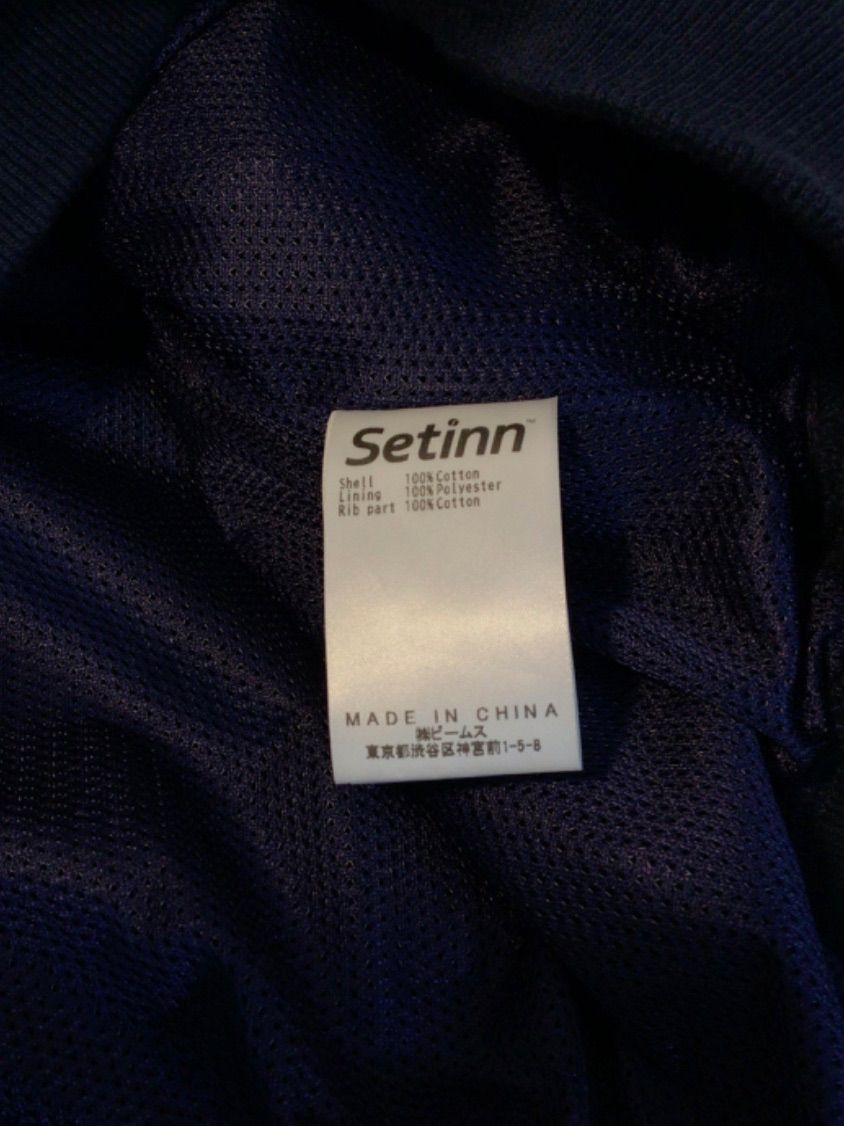 Setinn™
Shell 100%Cotton
Lining 100%Polyester
Rib part 100%Cotton
MADE IN CHINA
㈱ビームス
東京都渋谷区神宮前1-5-8